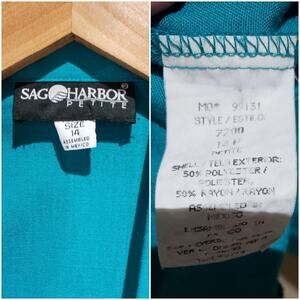 SAG HARBOR
PETITE
SIZE
14
ASSEMBLED
IN MEXICO
MO# 99131
STYLE/ESTILO:
7200
14 P
PETITE
SHELL/TELA EXTERIOR:
50% POLYESTER/
POLIESTER,
50% RAYON/RAYON
ASSEMBLED IN
MEXICO